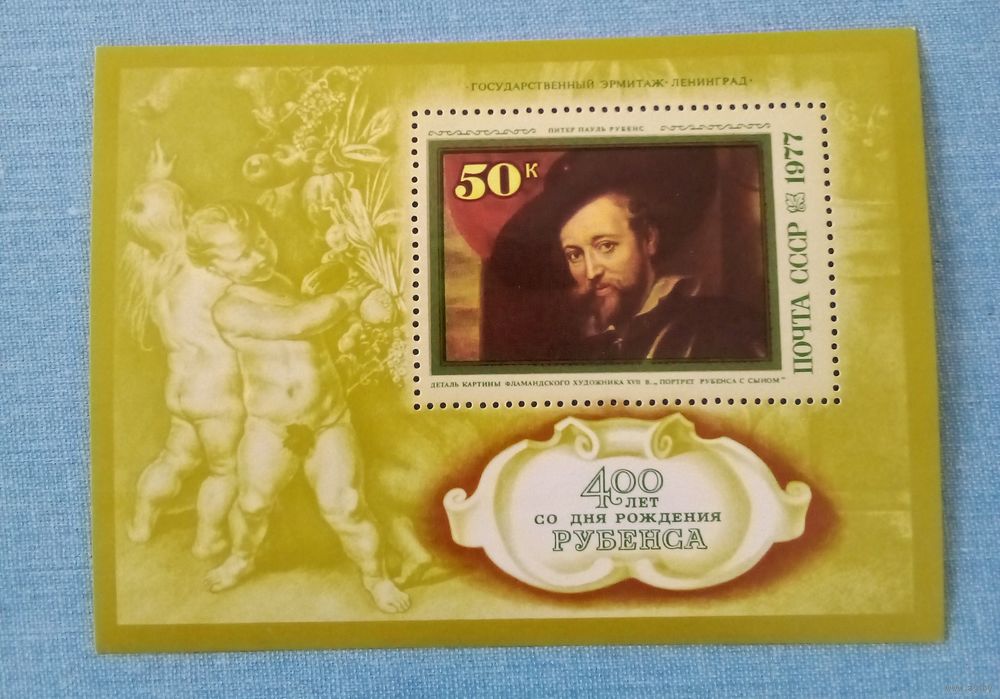 ·ГОСУДАРСТВЕННЫЙ ЭРМИТАЖ·ЛЕНИНГРАД·
ПИТЕР ПАУЛЬ РУБЕНС
50К
ПОЧТА СССР 1977
ДЕТАЛЬ КАРТИНЫ ФЛАМАНДСКОГО ХУДОЖНИКА XVII В. „ПОРТРЕТ РУБЕНСА С СЫНОМ"
400
ЛЕТ
СО ДНЯ РОЖДЕНИЯ
РУБЕНСА